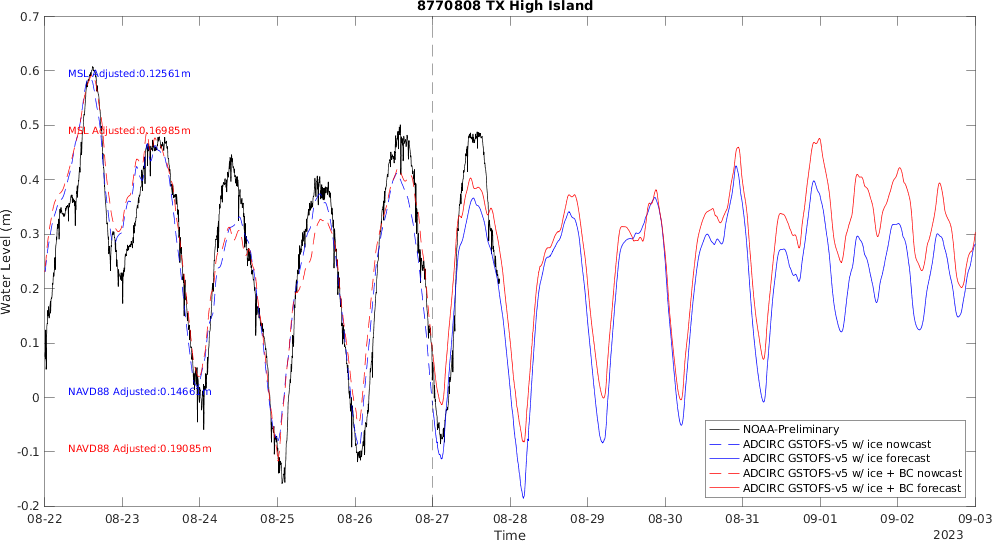 8770808 TX High Island
0.7
0.6
0.5
0.4
0.3
0.2
0.1
0
-0.1
-0.2
Water Level (m)
MSL Adjusted:0.12561m
MSL Adjusted:0.16985m
NAVD88 Adjusted:0.14661m
NAVD88 Adjusted:0.19085m
NOAA-Preliminary
ADCIRC GSTOFS-v5 w/ ice nowcast
ADCIRC GSTOFS-v5 w/ ice forecast
ADCIRC GSTOFS-v5 w/ ice + BC nowcast
ADCIRC GSTOFS-v5 w/ ice + BC forecast
08-22 08-23 08-24 08-25 08-26 08-27 08-28 08-29 08-30 08-31 09-01 09-02 09-03
Time
2023